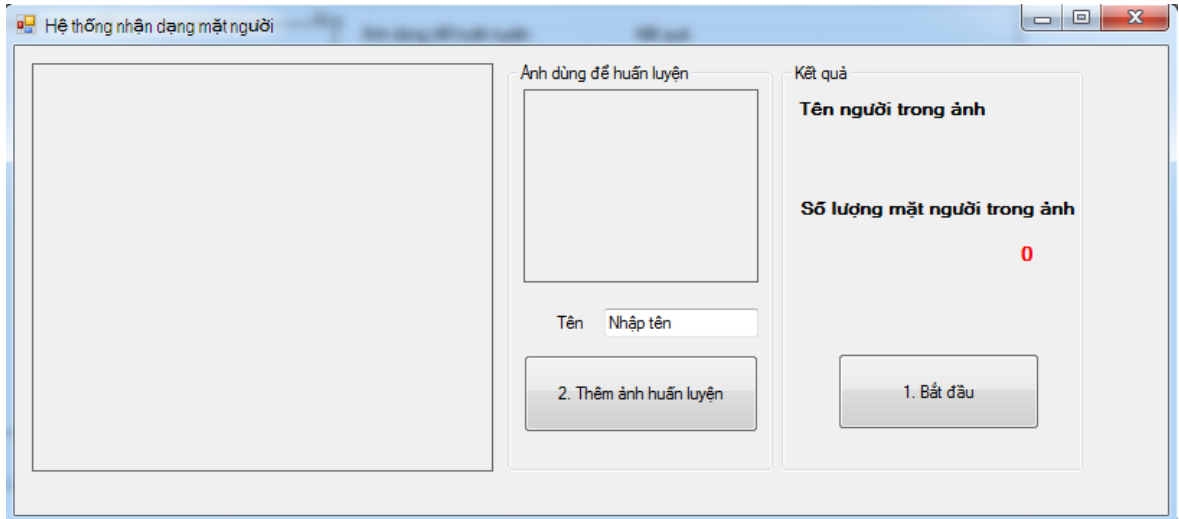 Hệ thống nhận dạng mặt người
Ảnh dùng để huấn luyện
Tên
Nhập tên
2. Thêm ảnh huấn luyện
Kết quả
Tên người trong ảnh
Số lượng mặt người trong ảnh
0
1. Bắt đầu